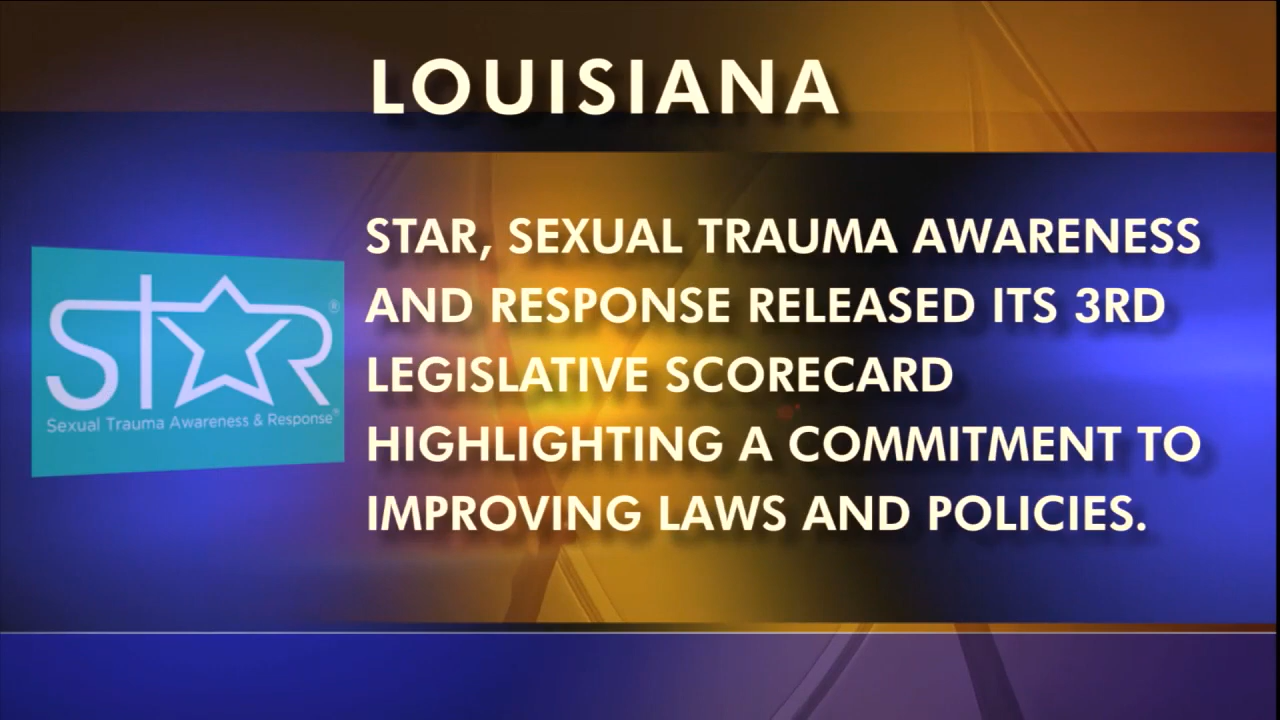 LOUISIANA
STAR, SEXUAL TRAUMA AWARENESS
AND RESPONSE RELEASED ITS 3RD
LEGISLATIVE SCORECARD
HIGHLIGHTING A COMMITMENT TO
IMPROVING LAWS AND POLICIES.
STAR®
Sexual Trauma Awareness & Response®